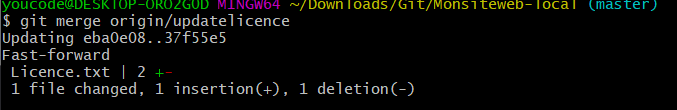 youcode@DESKTOP-ORO2GOD MINGW64 ~/Downloads/Git/Monsiteweb-local (master)
$ git merge origin/updatelicence
Updating eba0e08..37f55e5
Fast-forward
 Licence.txt | 2 +-
 1 file changed, 1 insertion(+), 1 deletion(-)